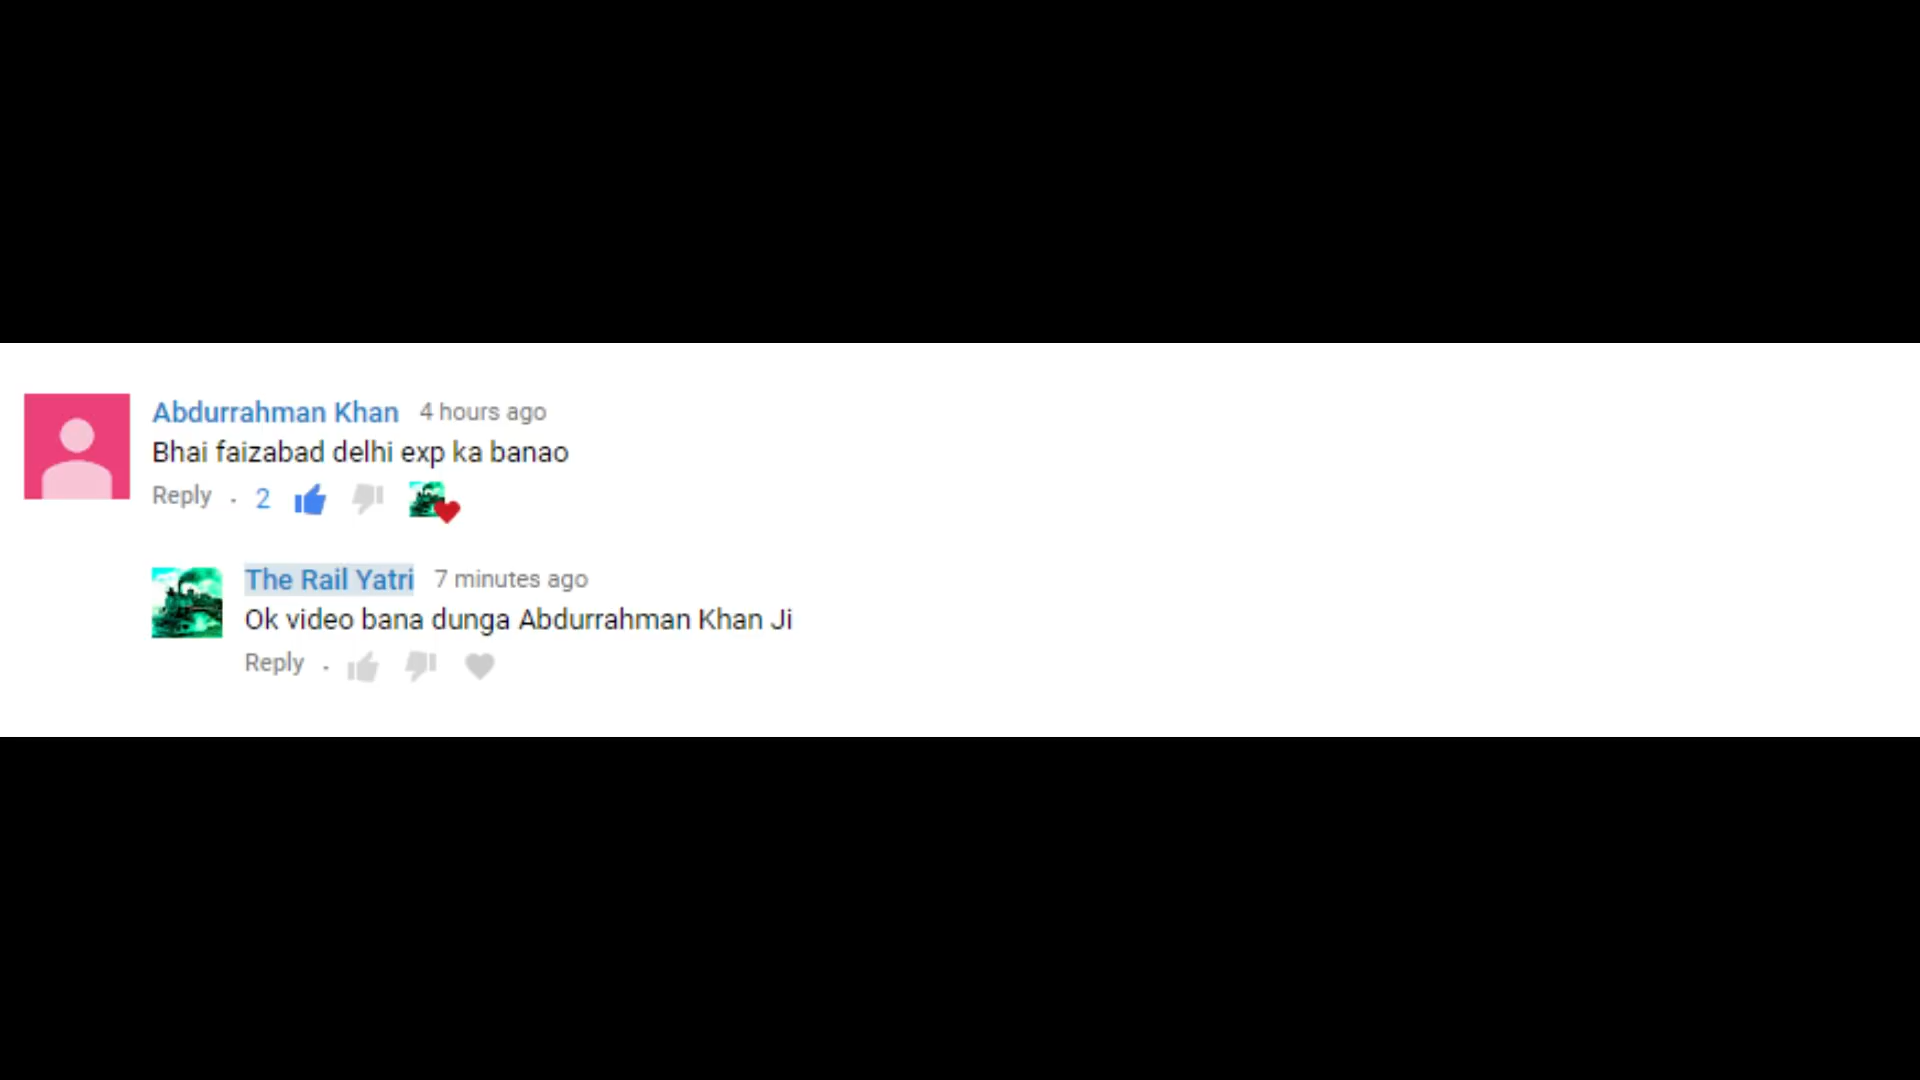 Abdurrahman Khan 4 hours ago
Bhai faizabad delhi exp ka banao
Reply . 2
The Rail Yatri 7 minutes ago
Ok video bana dunga Abdurrahman Khan Ji
Reply .